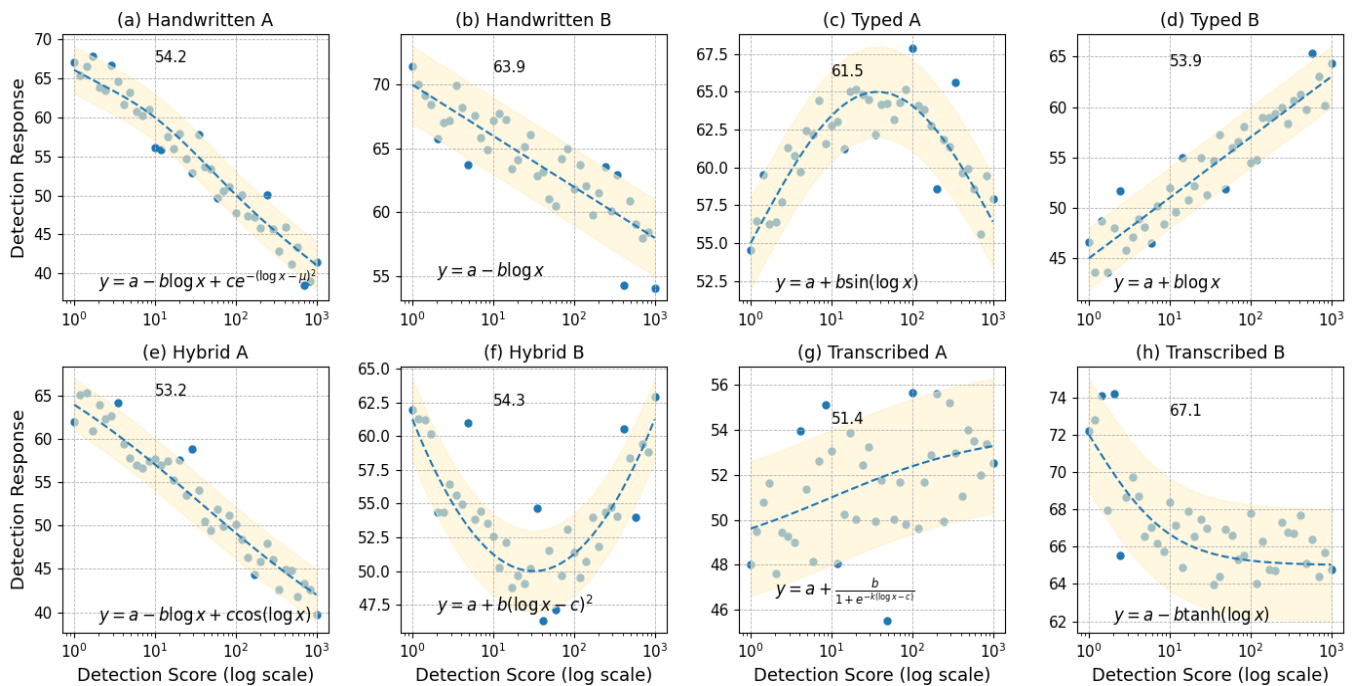 (a) Handwritten A
(b) Handwritten B
(c) Typed A
(d) Typed B
Detection Response
70
65
60
55
50
45
40
54.2
y = a − blog x + ce^{−(log x−μ)^2}
10^0 10^1 10^2 10^3
70
65
60
55
63.9
y = a − blog x
10^0 10^1 10^2 10^3
67.5
65.0
62.5
60.0
57.5
55.0
52.5
61.5
y = a + bsin(log x)
10^0 10^1 10^2 10^3
65
60
55
50
45
53.9
y = a + blog x
10^0 10^1 10^2 10^3
(e) Hybrid A
(f) Hybrid B
(g) Transcribed A
(h) Transcribed B
Detection Response
65
60
55
50
45
40
53.2
y = a − blog x + ccos(log x)
10^0 10^1 10^2 10^3
Detection Score (log scale)
65.0
62.5
60.0
57.5
55.0
52.5
50.0
47.5
54.3
y = a + b(log x − c)^2
10^0 10^1 10^2 10^3
Detection Score (log scale)
56
54
52
50
48
46
51.4
y = a + \frac{b}{1 + e^{−k(log x−c)}}
10^0 10^1 10^2 10^3
Detection Score (log scale)
74
72
70
68
66
64
62
67.1
y = a − btanh(log x)
10^0 10^1 10^2 10^3
Detection Score (log scale)